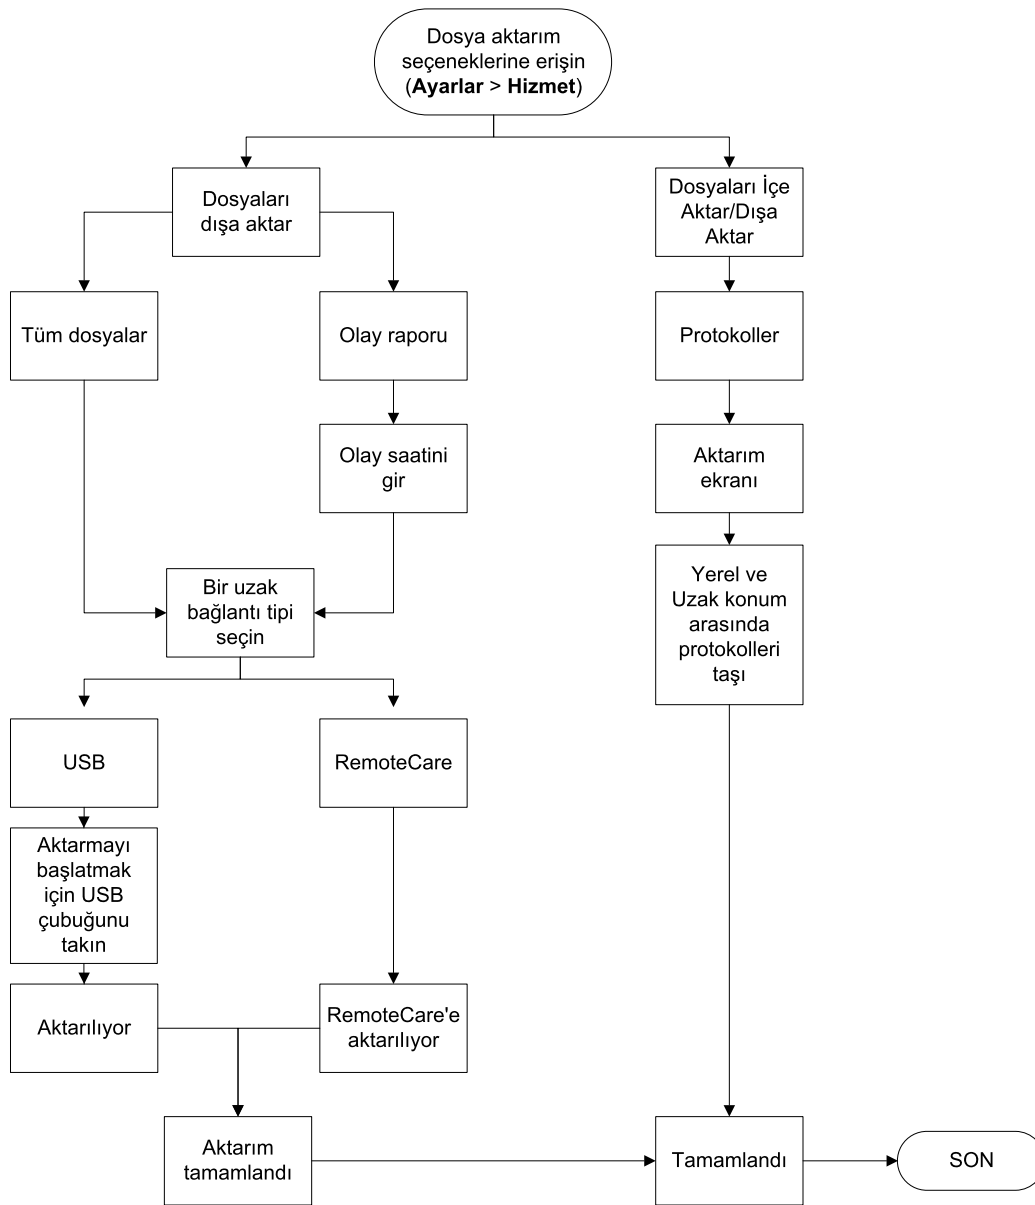 Dosya aktarım
seçeneklerine erişin
(Ayarlar > Hizmet)
Dosyaları
dışa aktar
Dosyaları İçe
Aktar/Dışa
Aktar
Tüm dosyalar
Olay raporu
Protokoller
Olay saatini
gir
Aktarım
ekranı
Bir uzak
bağlantı tipi
seçin
Yerel ve
Uzak konum
arasında
protokolleri
taşı
USB
RemoteCare
Aktarmayı
başlatmak
için USB
çubuğunu
takın
Aktarılıyor
RemoteCare'e
aktarılıyor
Aktarım
tamamlandı
Tamamlandı
SON